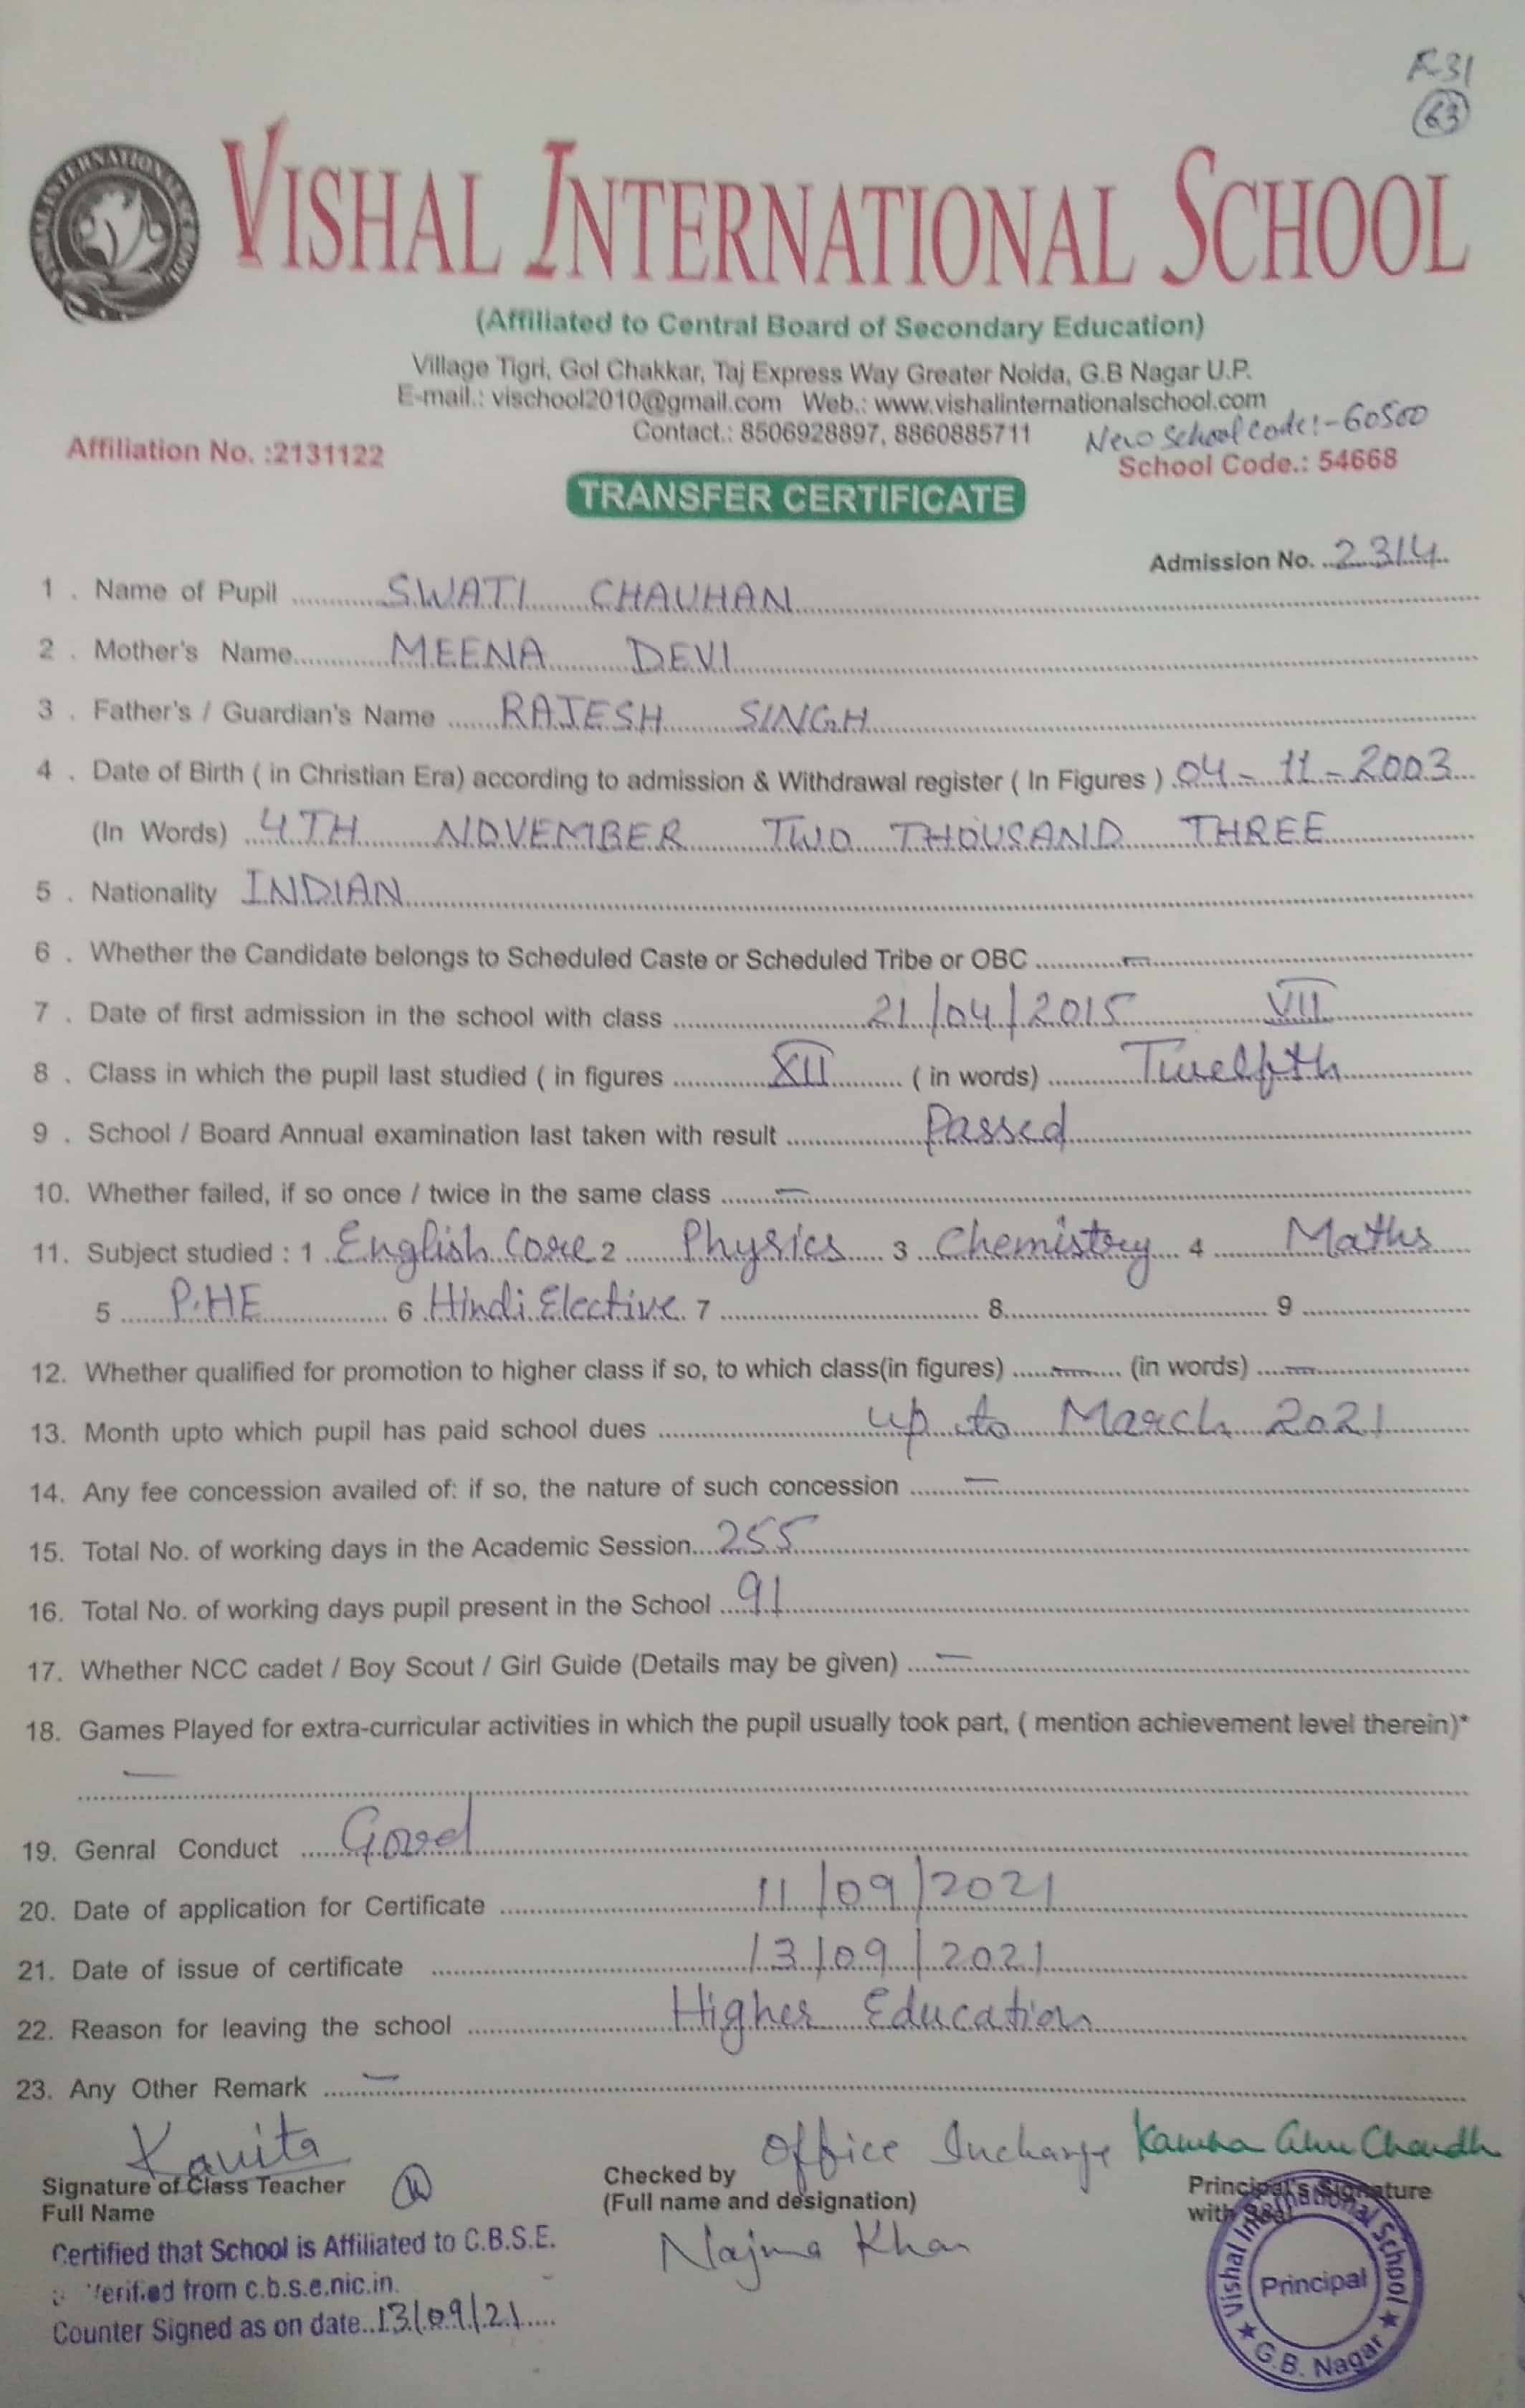 F-31
63
VISHAL INTERNATIONAL SCHOOL
(Affiliated to Central Board of Secondary Education)
Village Tigri, Gol Chakkar, Taj Express Way Greater Noida, G.B Nagar U.P.
E-mail.: vischool2010@gmail.com Web.: www.vishalinternationalschool.com
Contact.: 8506928897, 8860885711
New School Code:-60500
Affiliation No. :2131122
School Code.: 54668
TRANSFER CERTIFICATE
Admission No. 2314
1 . Name of Pupil SWATI CHAUHAN
2 . Mother's Name MEENA DEVI
3 . Father's / Guardian's Name RAJESH SINGH
4 . Date of Birth ( in Christian Era) according to admission & Withdrawal register ( In Figures ) 04 - 11 - 2003
(In Words) 4TH NOVEMBER TWO THOUSAND THREE
5 . Nationality INDIAN
6 . Whether the Candidate belongs to Scheduled Caste or Scheduled Tribe or OBC —
7 . Date of first admission in the school with class 21/04/2015 VII
8 . Class in which the pupil last studied ( in figures XII ( in words) Twelfth
9 . School / Board Annual examination last taken with result Passed
10. Whether failed, if so once / twice in the same class —
11. Subject studied : 1 English Core 2 Physics 3 Chemistry 4 Maths
5 P.HE 6 Hindi Elective 7 8 9
12. Whether qualified for promotion to higher class if so, to which class(in figures) — (in words) —
13. Month upto which pupil has paid school dues up to March 2021
14. Any fee concession availed of: if so, the nature of such concession —
15. Total No. of working days in the Academic Session 255
16. Total No. of working days pupil present in the School 91
17. Whether NCC cadet / Boy Scout / Girl Guide (Details may be given) —
18. Games Played for extra-curricular activities in which the pupil usually took part, ( mention achievement level therein)*
—
19. Genral Conduct Good
20. Date of application for Certificate 11/09/2021
21. Date of issue of certificate 13/09/2021
22. Reason for leaving the school Higher Education
23. Any Other Remark —
Kavita
Office Incharge
Signature of Class Teacher
Full Name
Checked by
(Full name and designation)
Najma Khan
Principal's Signature
with Seal
Certified that School is Affiliated to C.B.S.E.
Verified from c.b.s.e.nic.in.
Counter Signed as on date 13/09/21
Vishal International School
Principal
G.B. Nagar